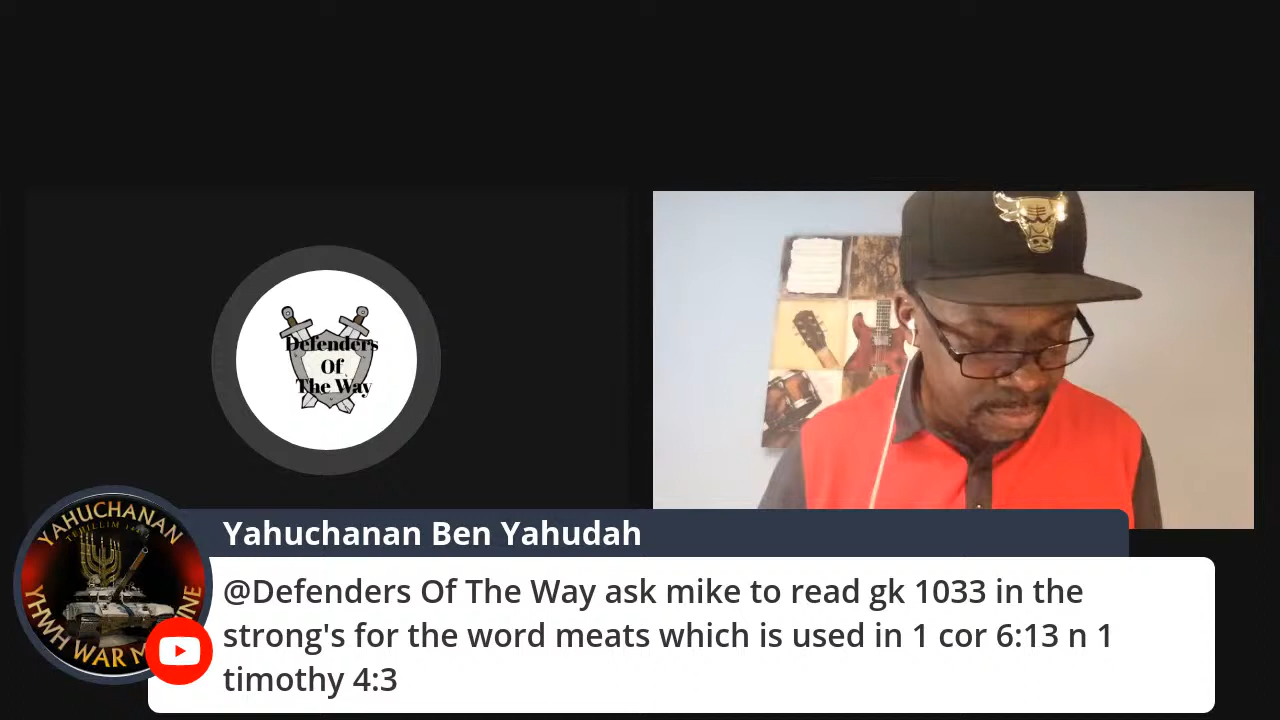 Defenders
Of
The Way
YAHUCHANAN
Yahuchanan Ben Yahudah
@Defenders Of The Way ask mike to read gk 1033 in the
strong's for the word meats which is used in 1 cor 6:13 n 1
timothy 4:3
YHWH WAR